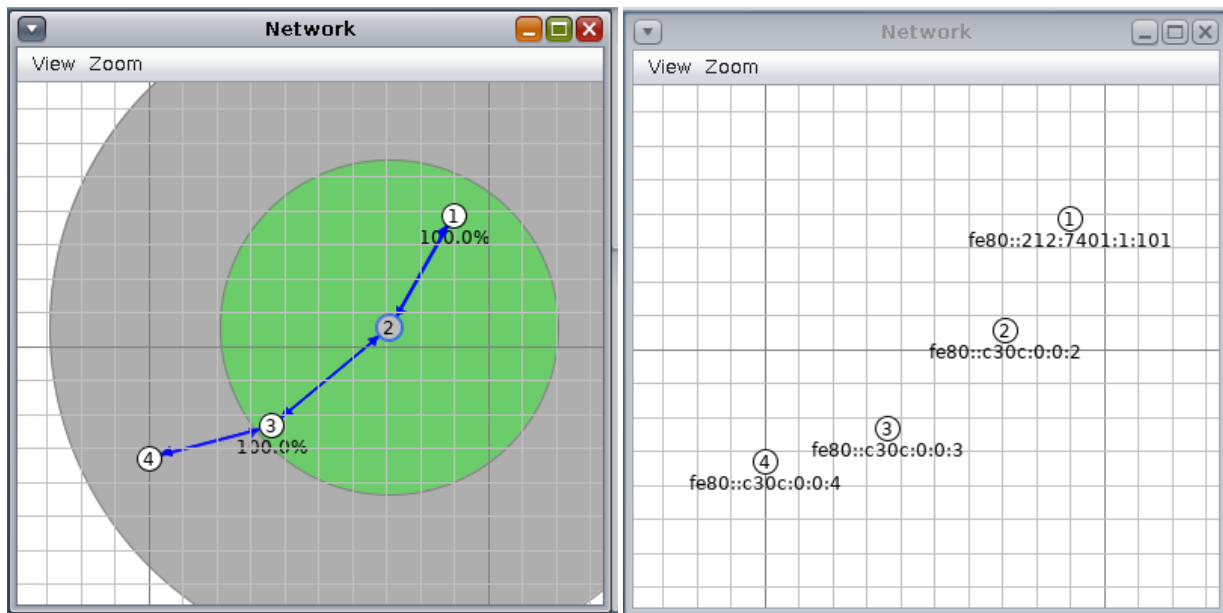 Network
View Zoom
1
100.0%
2
3
100.0%
4
Network
View Zoom
1
fe80::212:7401:1:101
2
fe80::c30c:0:0:2
3
fe80::c30c:0:0:3
4
fe80::c30c:0:0:4